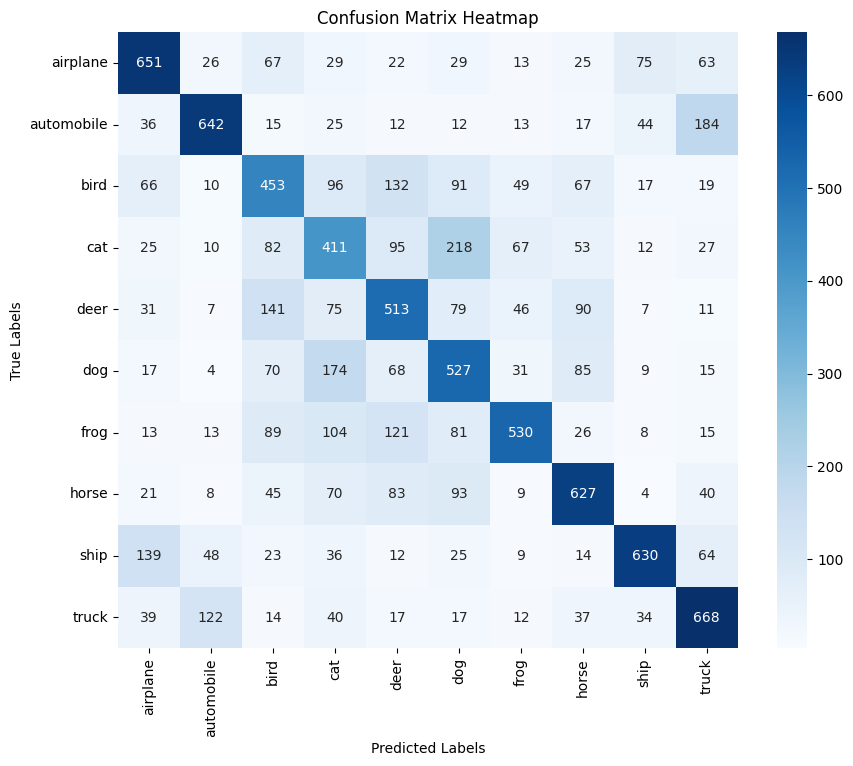 Confusion Matrix Heatmap
airplane 651 26 67 29 22 29 13 25 75 63
automobile 36 642 15 25 12 12 13 17 44 184
bird 66 10 453 96 132 91 49 67 17 19
cat 25 10 82 411 95 218 67 53 12 27
deer 31 7 141 75 513 79 46 90 7 11
dog 17 4 70 174 68 527 31 85 9 15
frog 13 13 89 104 121 81 530 26 8 15
horse 21 8 45 70 83 93 9 627 4 40
ship 139 48 23 36 12 25 9 14 630 64
truck 39 122 14 40 17 17 12 37 34 668
True Labels
airplane automobile bird cat deer dog frog horse ship truck
Predicted Labels
600
500
400
300
200
100